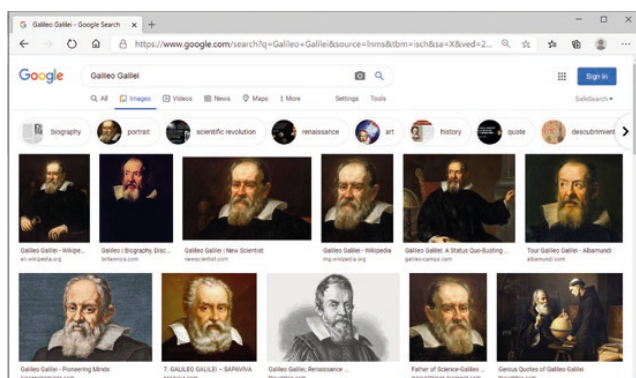 Galileo Galilei - Google Search
https://www.google.com/search?q=Galileo+Galilei&source=lnms&tbm=isch&sa=X&ved=2...
Google
Galileo Galilei
Sign in
All Images Videos News Maps More Settings Tools
SafeSearch
biography portrait scientific revolution renaissance art history quote descubrimient
Galileo Galilei - Wikipe... Galileo | Biography, Disc... Galileo Galilei | New Scientist Galileo Galilei - Wikipedia Galileo Galilei: A Status Quo-Busting ... Tour Galileo Galilei - Albamundi
en.wikipedia.org britannica.com newscientist.com mg.wikipedia.org galileo-camps.com albamundi.com
Galileo Galilei - Pioneering Minds 7. GALILEO GALILEI – SAPAVIVA Galileo Galilei, Renaissance ... Father of Science-Galileo ... Genius Quotes of Galileo Galilei